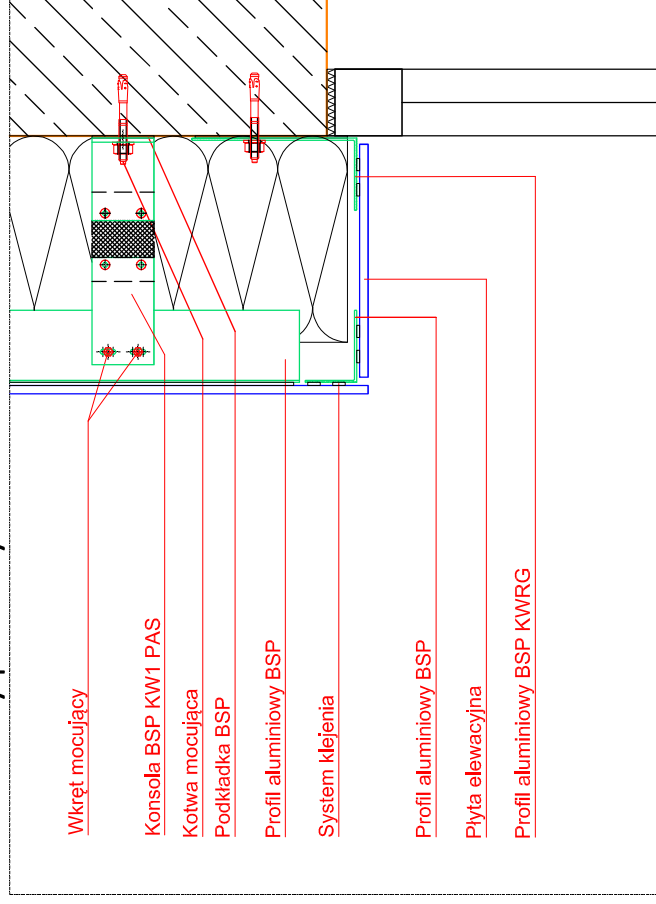 Wkręt mocujący
Konsola BSP KW1 PAS
Kotwa mocująca
Podkładka BSP
Profil aluminiowy BSP
System klejenia
Profil aluminiowy BSP
Płyta elewacyjna
Profil aluminiowy BSP KWRG